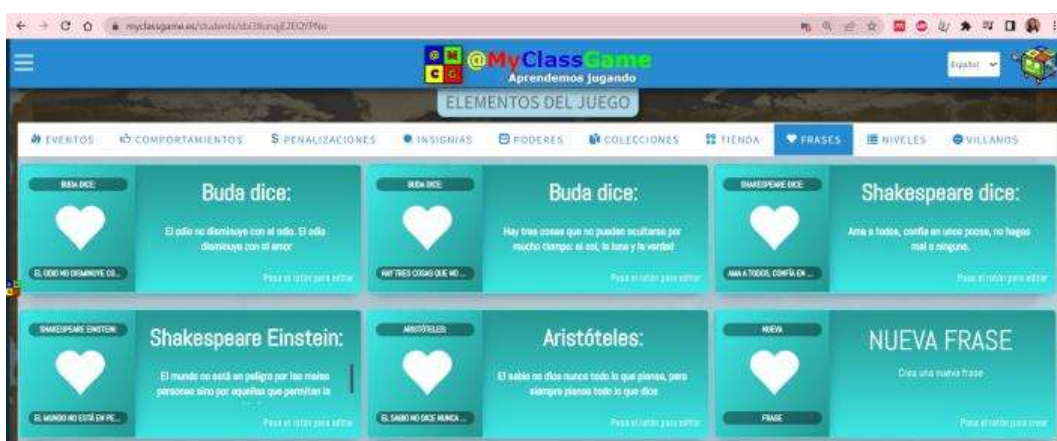 @MyClassGame
Aprendemos Jugando
Español
ELEMENTOS DEL JUEGO
EVENTOS
COMPORTAMIENTOS
PENALIZACIONES
INSIGNIAS
PODERES
COLECCIONES
TIENDA
FRASES
NIVELES
VILLANOS
BUDA DICE:
EL ODIO NO DISMINUYE CO...
Buda dice:
El odio no disminuye con el odio. El odio
disminuye con el amor
Pasa el ratón para editar
BUDA DICE:
HAY TRES COSAS QUE NO ...
Buda dice:
Hay tres cosas que no pueden ocultarse por
mucho tiempo: el sol, la luna y la verdad
Pasa el ratón para editar
SHAKESPEARE DICE:
AMA A TODOS, CONFÍA EN ...
Shakespeare dice:
Ama a todos, confía en unos pocos, no hagas
mal a ninguno.
Pasa el ratón para editar
SHAKESPEARE EINSTEIN:
EL MUNDO NO ESTÁ EN PE...
Shakespeare Einstein:
El mundo no está en peligro por las malas
personas sino por aquellas que permiten la
Pasa el ratón para editar
ARISTÓTELES:
EL SABIO NO DICE NUNCA ...
Aristóteles:
El sabio no dice nunca todo lo que piensa, pero
siempre piensa todo lo que dice
Pasa el ratón para editar
NUEVA
FRASE
NUEVA FRASE
Crea una nueva frase
Pasa el ratón para crear